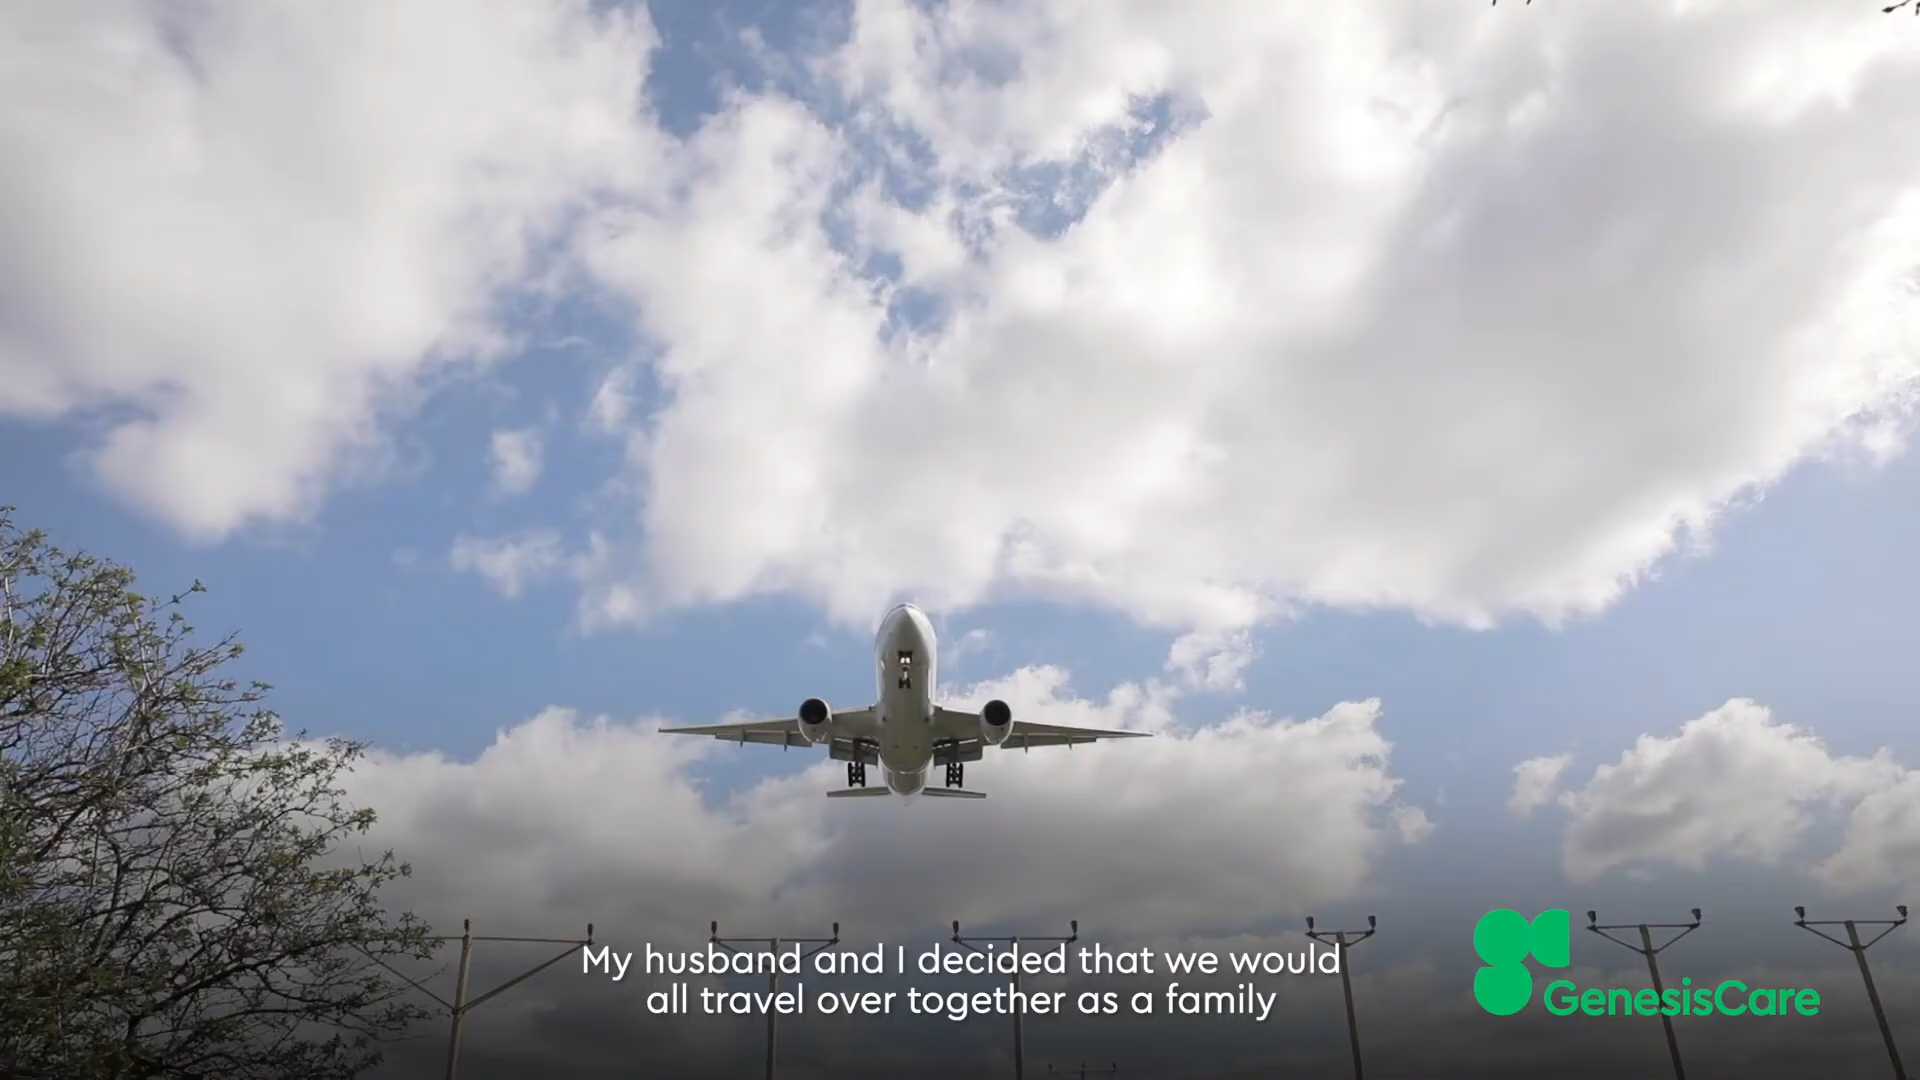 My husband and I decided that we would
all travel over together as a family
GenesisCare